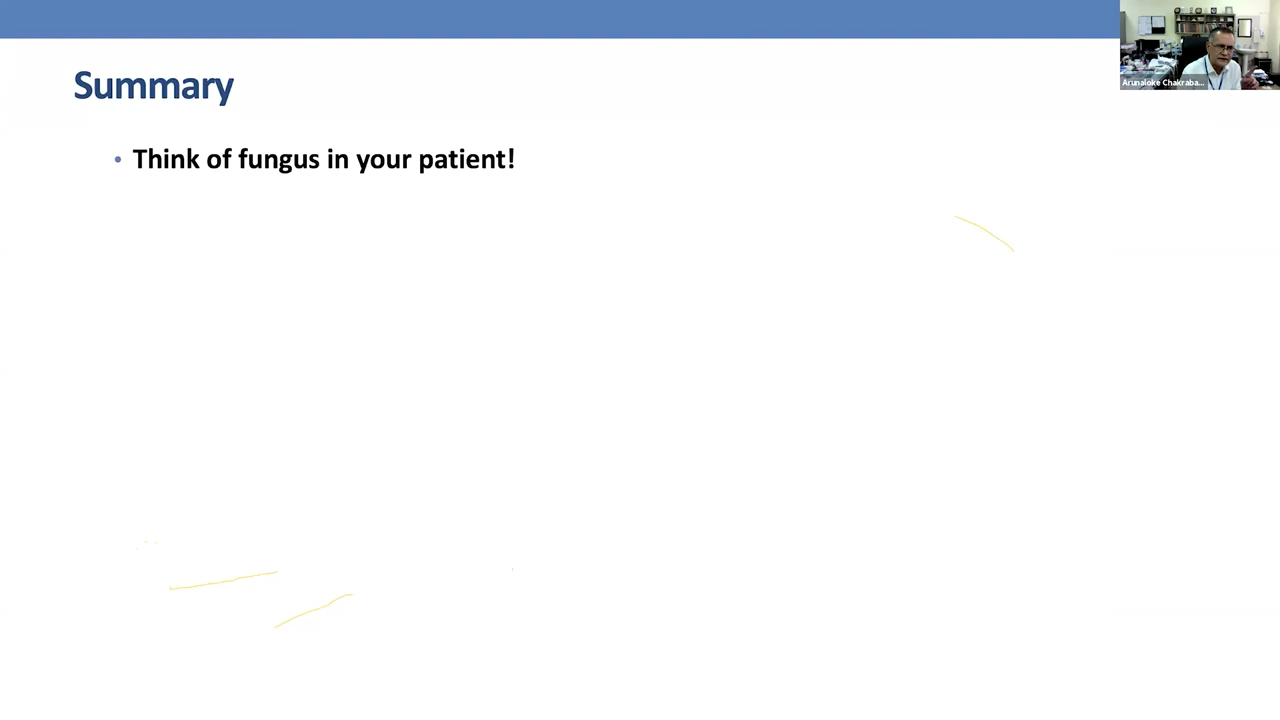 Summary
• Think of fungus in your patient!
Arunaloke Chakraba...